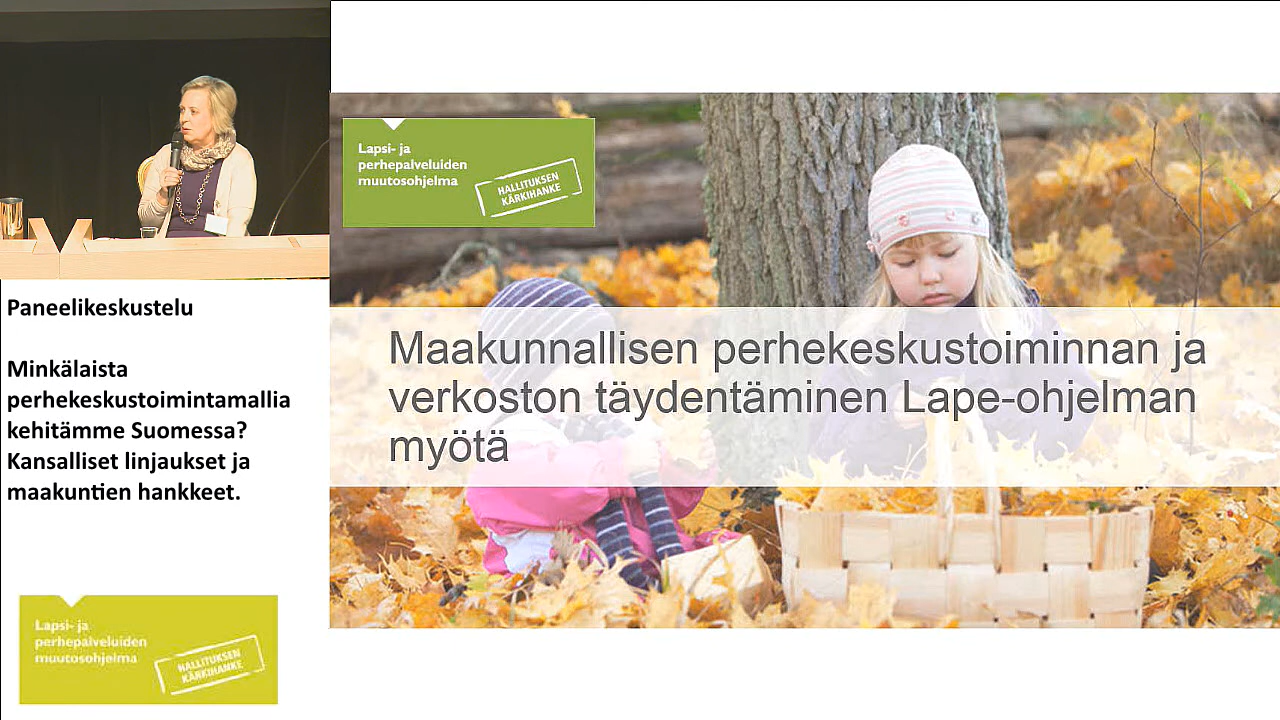 Paneelikeskustelu
Minkälaista
perhekeskustoimintamallia
kehitämme Suomessa?
Kansalliset linjaukset ja
maakuntien hankkeet.
Lapsi- ja
perhepalveluiden
muutosohjelma
HALLITUKSEN
KÄRKIHANKE
Lapsi- ja
perhepalveluiden
muutosohjelma
HALLITUKSEN
KÄRKIHANKE
Maakunnallisen perhekeskustoiminnan ja
verkoston täydentäminen Lape-ohjelman
myötä